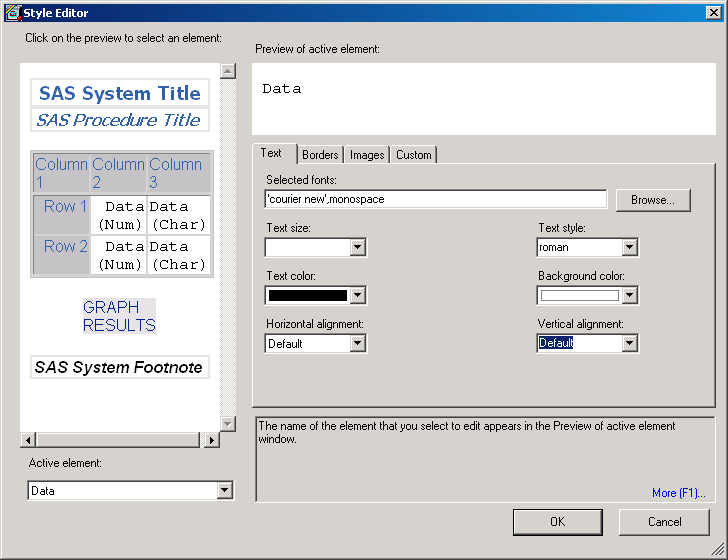 Style Editor
Click on the preview to select an element:
SAS System Title
SAS Procedure Title
Column 1 Column 2 Column 3
Row 1 Data (Num) Data (Char)
Row 2 Data (Num) Data (Char)
GRAPH
RESULTS
SAS System Footnote
Active element:
Data
Preview of active element:
Data
Text Borders Images Custom
Selected fonts:
'courier new',monospace
Browse...
Text size: Text style:
roman
Text color: Background color:
Horizontal alignment: Vertical alignment:
Default Default
The name of the element that you select to edit appears in the Preview of active element
window.
More (F1)...
OK Cancel